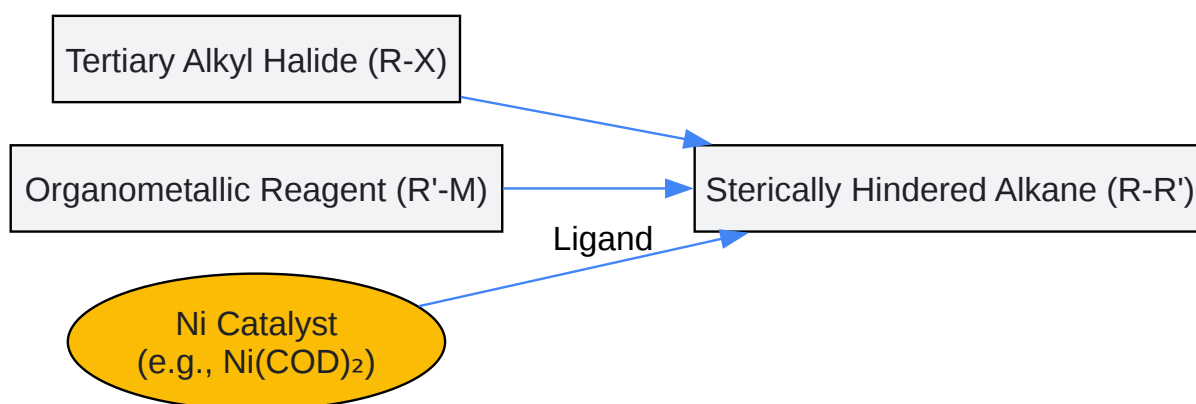 Tertiary Alkyl Halide (R-X)
Organometallic Reagent (R'-M)
Sterically Hindered Alkane (R-R')
Ligand
Ni Catalyst
(e.g., Ni(COD)₂)